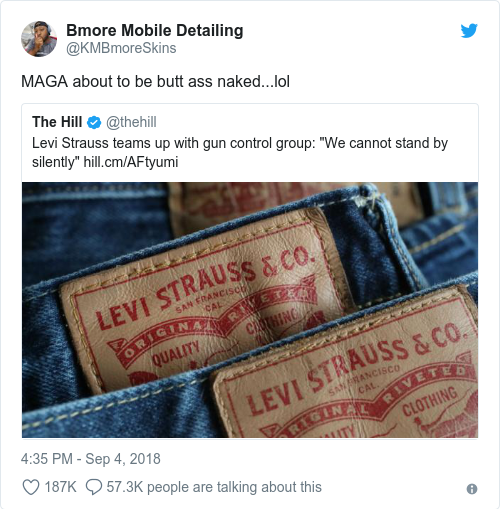 Bmore Mobile Detailing
@KMBmoreSkins
MAGA about to be butt ass naked...lol
The Hill @thehill
Levi Strauss teams up with gun control group: "We cannot stand by
silently" hill.cm/AFtyumi
LEVI STRAUSS & CO.
SAN FRANCISCO
CAL.
ORIGINAL RIVETED
QUALITY CLOTHING
LEVI STRAUSS & CO.
SAN FRANCISCO
CAL.
ORIGINAL RIVETED
CLOTHING
4:35 PM - Sep 4, 2018
187K 57.3K people are talking about this